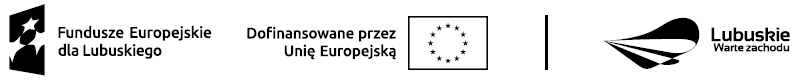 Fundusze Europejskie
dla Lubuskiego
Dofinansowane przez
Unię Europejską
Lubuskie
Warte zachodu